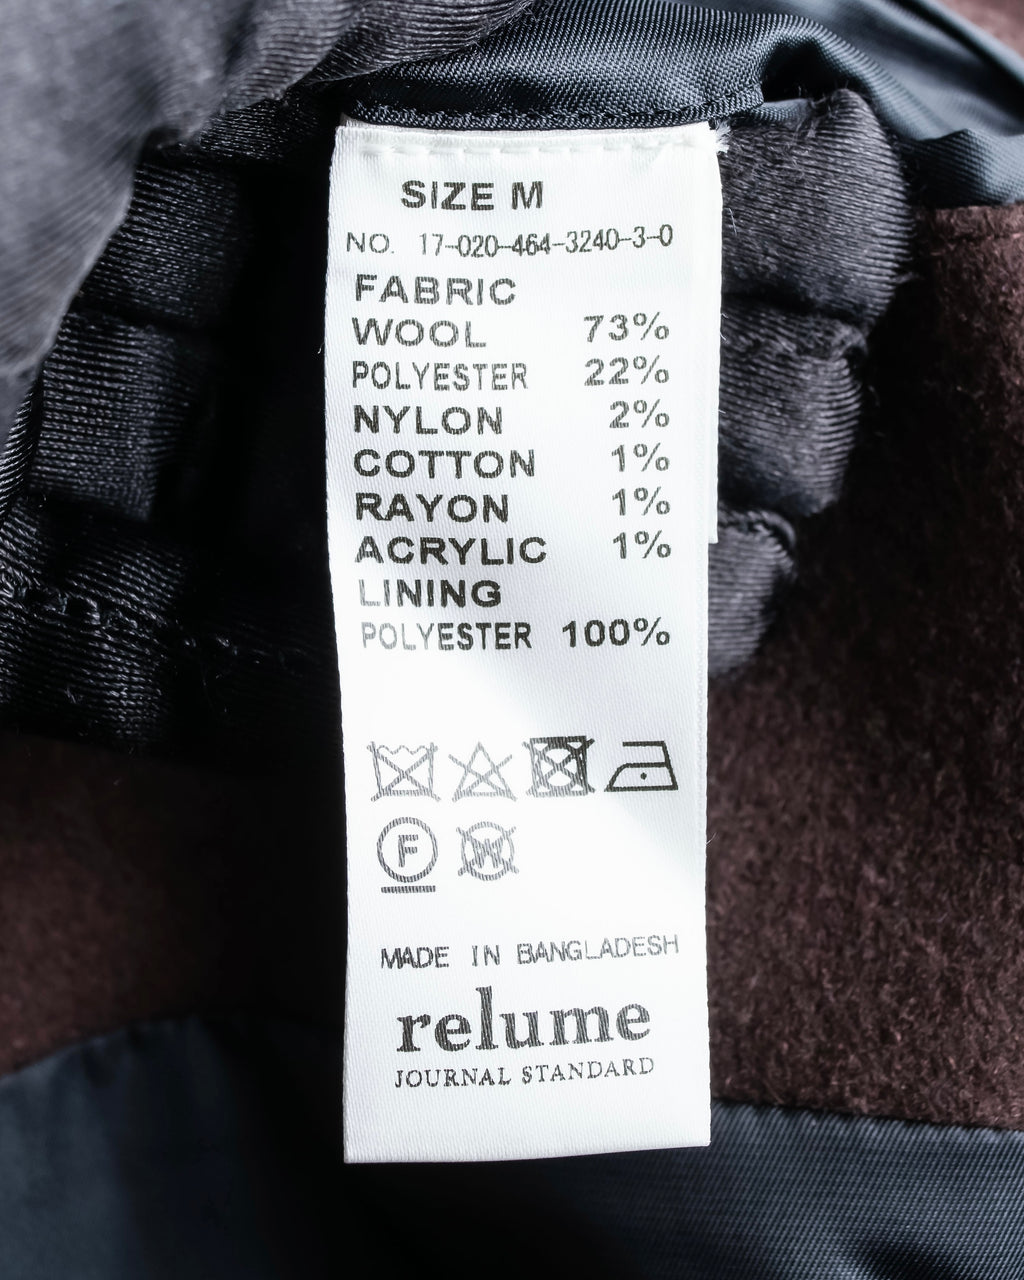 SIZE M
NO. 17-020-464-3240-3-0
FABRIC
WOOL 73%
POLYESTER 22%
NYLON 2%
COTTON 1%
RAYON 1%
ACRYLIC 1%
LINING
POLYESTER 100%
F W
MADE IN BANGLADESH
relume
JOURNAL STANDARD